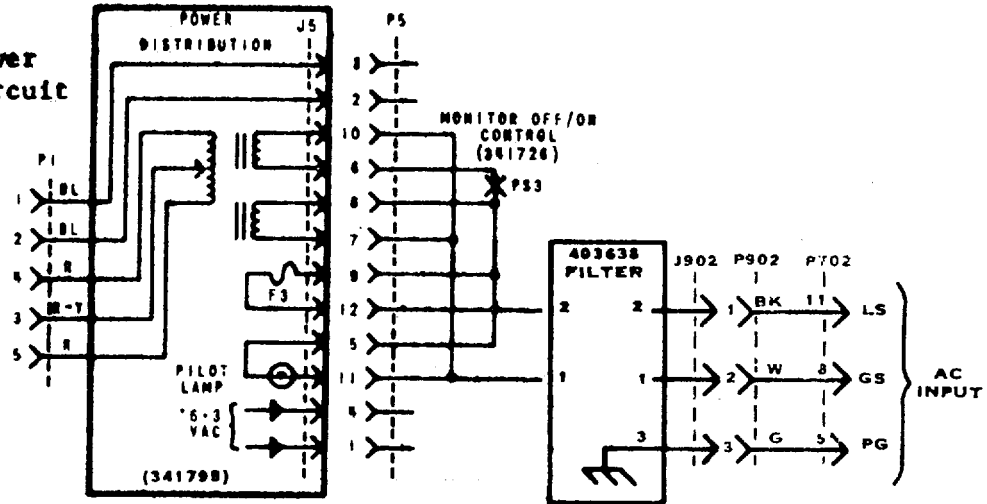 ver
rcuit
POWER
DISTRIBUTION
J5
P5
3
2
10
6
8
7
9
12
5
11
4
1
MONITOR OFF/ON
CONTROL
(341726)
PS3
P1
1 BL
2 BL
4 R
3 R-Y
5 R
F3
PILOT
LAMP
6.3
VAC
(341798)
403638
FILTER
2 2
1 1
3
J902 P902 P702
1 BK 11 LS
2 W 8 GS
3 G 5 PG
AC
INPUT